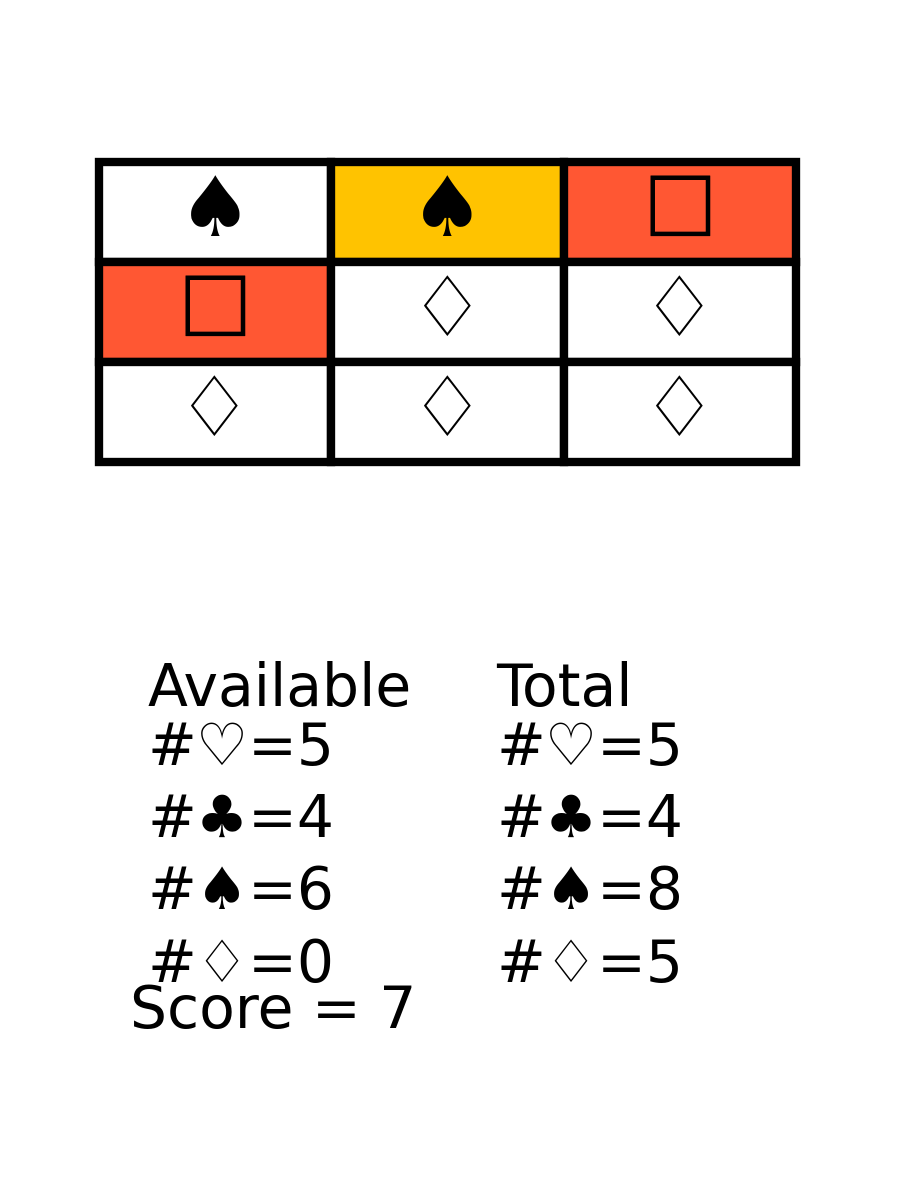 ♠ ♠ □
□ ♢ ♢
♢ ♢ ♢
Available Total
#♡=5 #♡=5
#♣=4 #♣=4
#♠=6 #♠=8
#♢=0 #♢=5
Score = 7